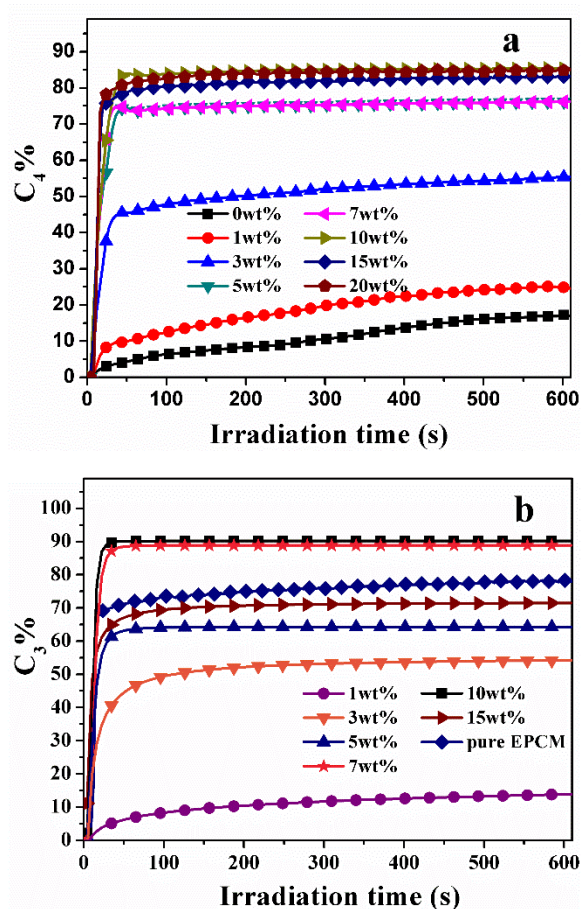 a
90
80
70
60
50
40
30
20
10
0
C4%
0wt% 7wt%
1wt% 10wt%
3wt% 15wt%
5wt% 20wt%
0 100 200 300 400 500 600
Irradiation time (s)
b
100
90
80
70
60
50
40
30
20
10
0
C3%
1wt% 10wt%
3wt% 15wt%
5wt% pure EPCM
7wt%
0 100 200 300 400 500 600
Irradiation time (s)